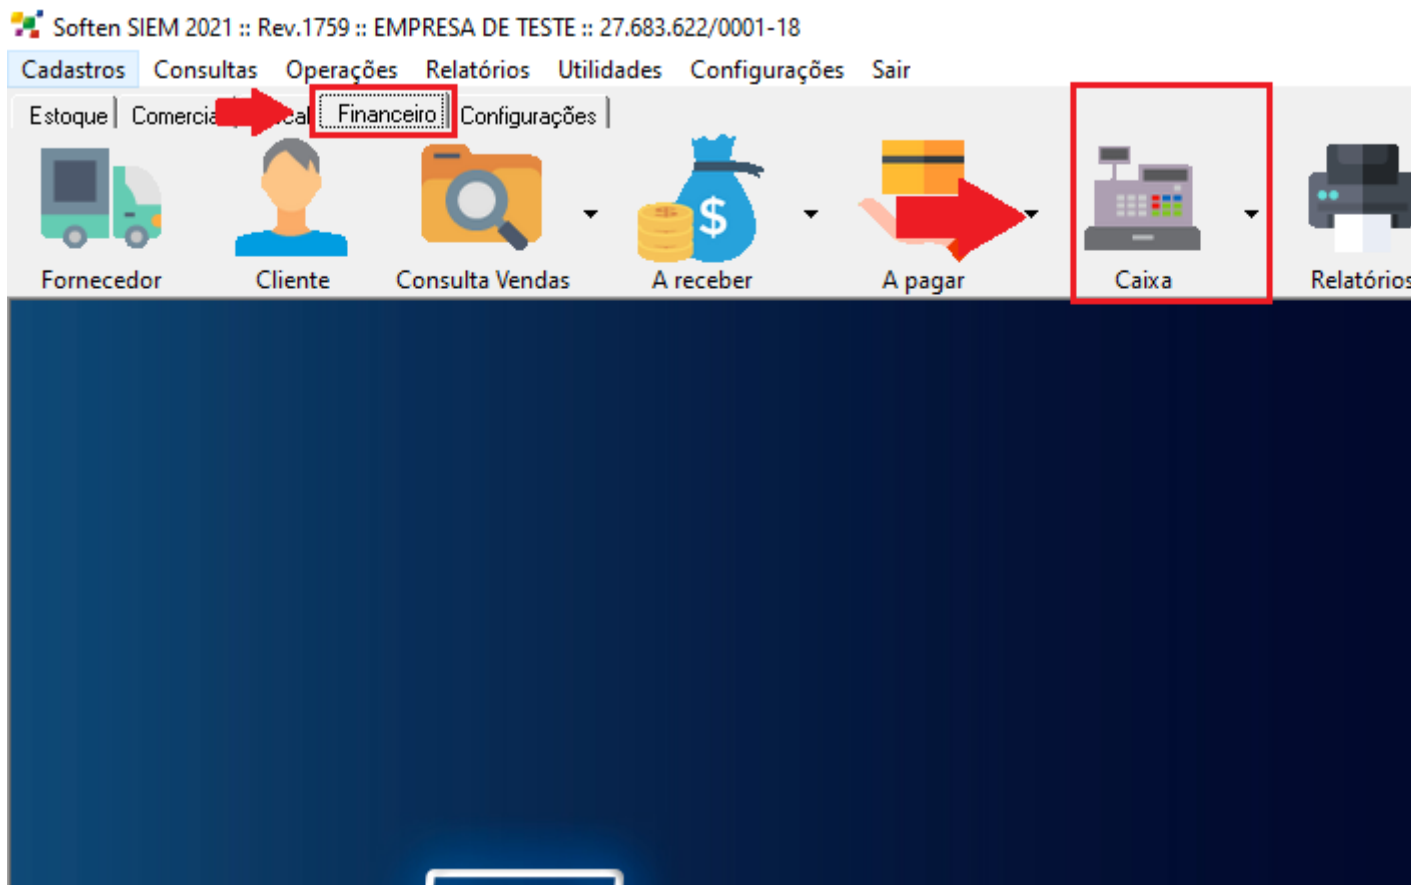 Soften SIEM 2021 :: Rev.1759 :: EMPRESA DE TESTE :: 27.683.622/0001-18
Cadastros Consultas Operações Relatórios Utilidades Configurações Sair
Estoque Financeiro Configurações
$
Fornecedor Cliente Consulta Vendas A receber A pagar Caixa Relatórios